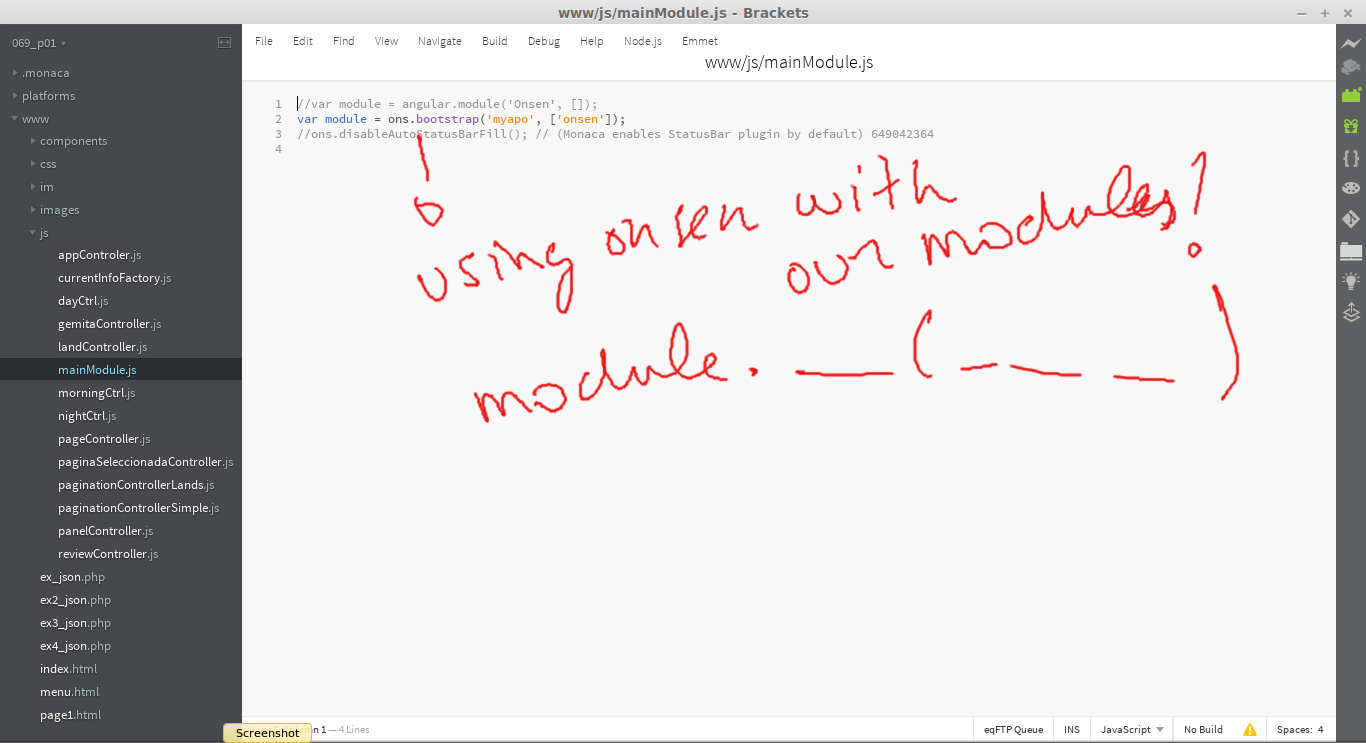 www/js/mainModule.js - Brackets
069_p01
File Edit Find View Navigate Build Debug Help Node.js Emmet
www/js/mainModule.js
.monaca
platforms
www
components
css
im
images
js
appControler.js
currentInfoFactory.js
dayCtrl.js
gemitaController.js
landController.js
mainModule.js
morningCtrl.js
nightCtrl.js
pageController.js
paginaSeleccionadaController.js
paginationControllerLands.js
paginationControllerSimple.js
panelController.js
reviewController.js
ex_json.php
ex2_json.php
ex3_json.php
ex4_json.php
index.html
menu.html
page1.html
1 //var module = angular.module('Onsen', []);
2 var module = ons.bootstrap('myapo', ['onsen']);
3 //ons.disableAutoStatusBarFill(); // (Monaca enables StatusBar plugin by default) 649042364
4
! using onsen with
our modules!
module. ___ ( _ __ __ )
Screenshot
mn 1 — 4 Lines
eqFTP Queue INS JavaScript No Build Spaces: 4